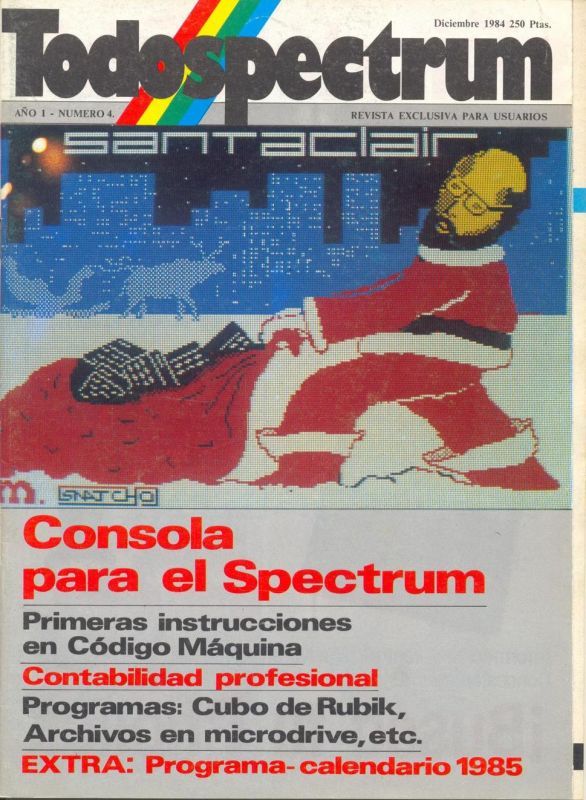 Diciembre 1984 250 Ptas.
Todospectrum
AÑO 1 - NUMERO 4.
REVISTA EXCLUSIVA PARA USUARIOS
SANTACLAIR
m.
SNATCHO
Consola
para el Spectrum
Primeras instrucciones
en Código Máquina
Contabilidad profesional
Programas: Cubo de Rubik,
Archivos en microdrive, etc.
EXTRA: Programa-calendario 1985